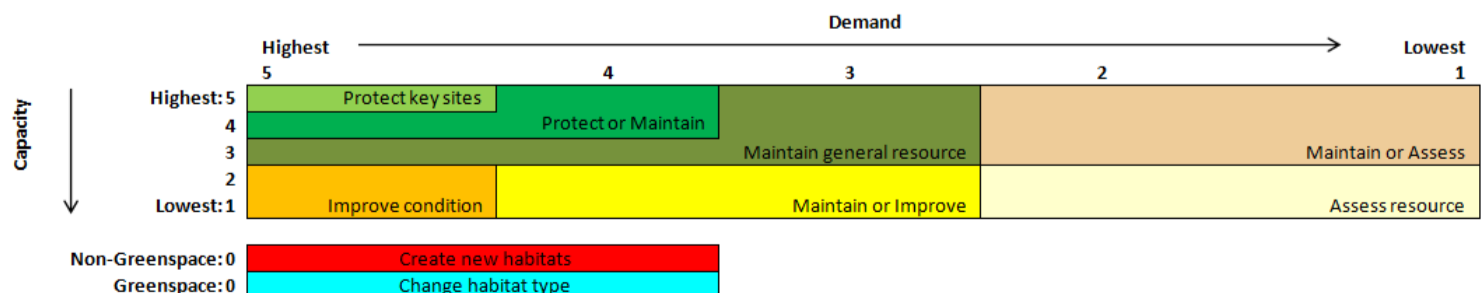 Demand
Highest Lowest
5 4 3 2 1
Capacity
Highest: 5 Protect key sites
4 Protect or Maintain
3 Maintain general resource Maintain or Assess
2
Lowest: 1 Improve condition Maintain or Improve Assess resource
Non-Greenspace: 0 Create new habitats
Greenspace: 0 Change habitat type